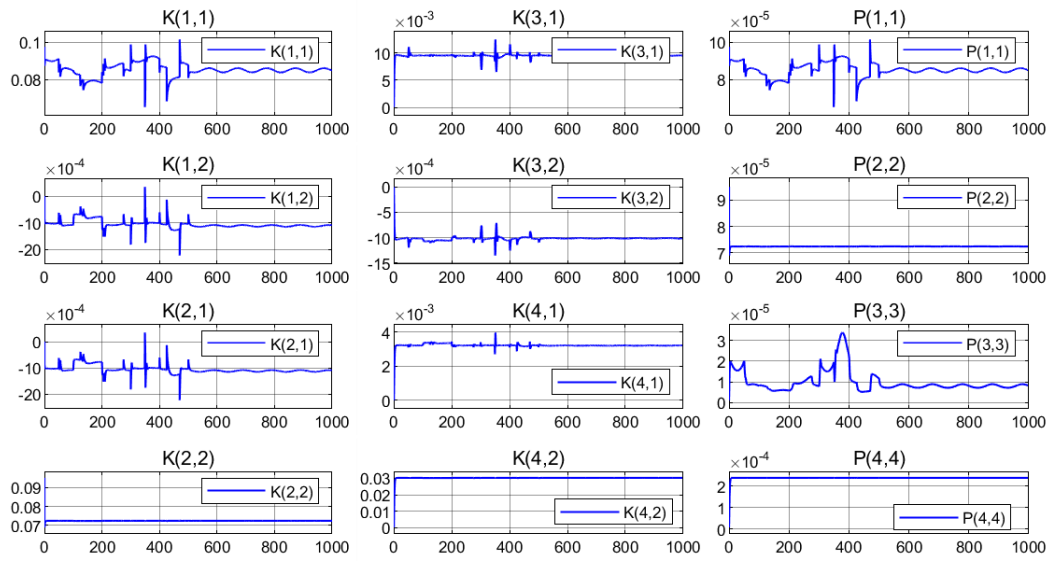 K(1,1)
0.1
0.08
K(1,1)
0 200 400 600 800 1000
K(3,1)
×10⁻³
10
5
0
K(3,1)
0 200 400 600 800 1000
P(1,1)
×10⁻⁵
10
8
P(1,1)
0 200 400 600 800 1000
K(1,2)
×10⁻⁴
0
-10
-20
K(1,2)
0 200 400 600 800 1000
K(3,2)
×10⁻⁴
0
-5
-10
-15
K(3,2)
0 200 400 600 800 1000
P(2,2)
×10⁻⁵
9
8
7
P(2,2)
0 200 400 600 800 1000
K(2,1)
×10⁻⁴
0
-10
-20
K(2,1)
0 200 400 600 800 1000
K(4,1)
×10⁻³
4
2
0
K(4,1)
0 200 400 600 800 1000
P(3,3)
×10⁻⁵
3
2
1
0
P(3,3)
0 200 400 600 800 1000
K(2,2)
0.09
0.08
0.07
K(2,2)
0 200 400 600 800 1000
K(4,2)
0.03
0.02
0.01
0
K(4,2)
0 200 400 600 800 1000
P(4,4)
×10⁻⁴
2
1
0
P(4,4)
0 200 400 600 800 1000